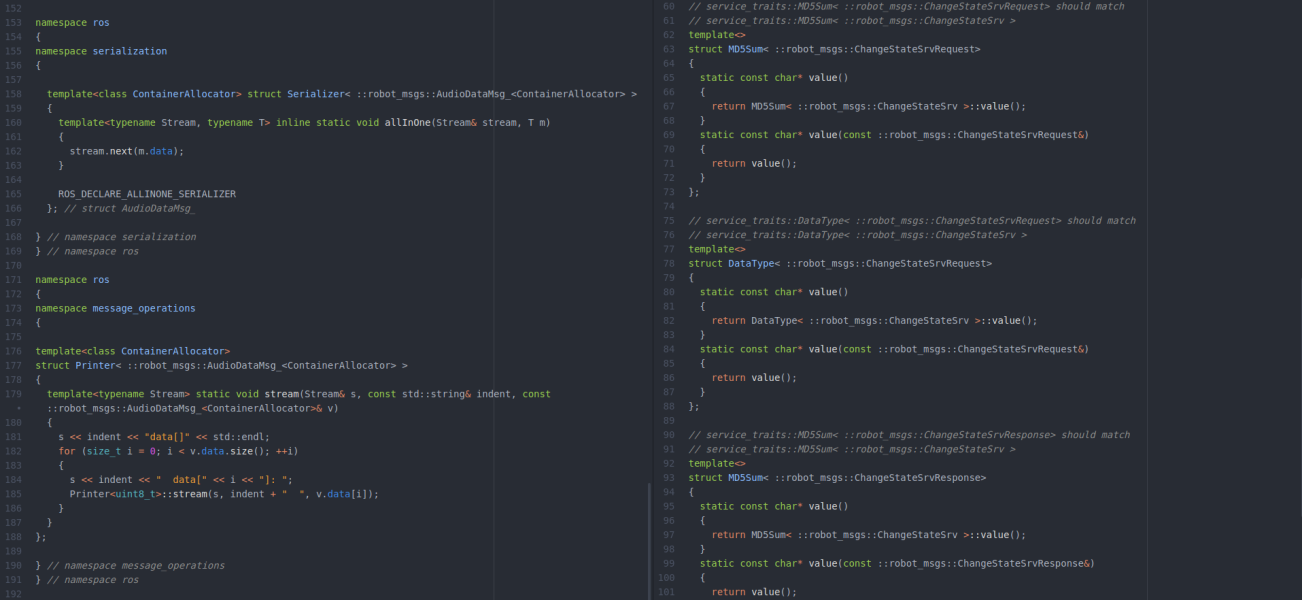 152
153 namespace ros
154 {
155 namespace serialization
156 {
157
158   template<class ContainerAllocator> struct Serializer< ::robot_msgs::AudioDataMsg_<ContainerAllocator> >
159   {
160     template<typename Stream, typename T> inline static void allInOne(Stream& stream, T m)
161     {
162       stream.next(m.data);
163     }
164
165     ROS_DECLARE_ALLINONE_SERIALIZER
166   }; // struct AudioDataMsg_
167
168 } // namespace serialization
169 } // namespace ros
170
171 namespace ros
172 {
173 namespace message_operations
174 {
175
176 template<class ContainerAllocator>
177 struct Printer< ::robot_msgs::AudioDataMsg_<ContainerAllocator> >
178 {
179   template<typename Stream> static void stream(Stream& s, const std::string& indent, const
•   ::robot_msgs::AudioDataMsg_<ContainerAllocator>& v)
180   {
181     s << indent << "data[]" << std::endl;
182     for (size_t i = 0; i < v.data.size(); ++i)
183     {
184       s << indent << "  data[" << i << "]: ";
185       Printer<uint8_t>::stream(s, indent + "  ", v.data[i]);
186     }
187   }
188 };
189
190 } // namespace message_operations
191 } // namespace ros
192
60 // service_traits::MD5Sum< ::robot_msgs::ChangeStateSrvRequest> should match
61 // service_traits::MD5Sum< ::robot_msgs::ChangeStateSrv >
62 template<>
63 struct MD5Sum< ::robot_msgs::ChangeStateSrvRequest>
64 {
65   static const char* value()
66   {
67     return MD5Sum< ::robot_msgs::ChangeStateSrv >::value();
68   }
69   static const char* value(const ::robot_msgs::ChangeStateSrvRequest&)
70   {
71     return value();
72   }
73 };
74
75 // service_traits::DataType< ::robot_msgs::ChangeStateSrvRequest> should match
76 // service_traits::DataType< ::robot_msgs::ChangeStateSrv >
77 template<>
78 struct DataType< ::robot_msgs::ChangeStateSrvRequest>
79 {
80   static const char* value()
81   {
82     return DataType< ::robot_msgs::ChangeStateSrv >::value();
83   }
84   static const char* value(const ::robot_msgs::ChangeStateSrvRequest&)
85   {
86     return value();
87   }
88 };
89
90 // service_traits::MD5Sum< ::robot_msgs::ChangeStateSrvResponse> should match
91 // service_traits::MD5Sum< ::robot_msgs::ChangeStateSrv >
92 template<>
93 struct MD5Sum< ::robot_msgs::ChangeStateSrvResponse>
94 {
95   static const char* value()
96   {
97     return MD5Sum< ::robot_msgs::ChangeStateSrv >::value();
98   }
99   static const char* value(const ::robot_msgs::ChangeStateSrvResponse&)
100   {
101     return value();